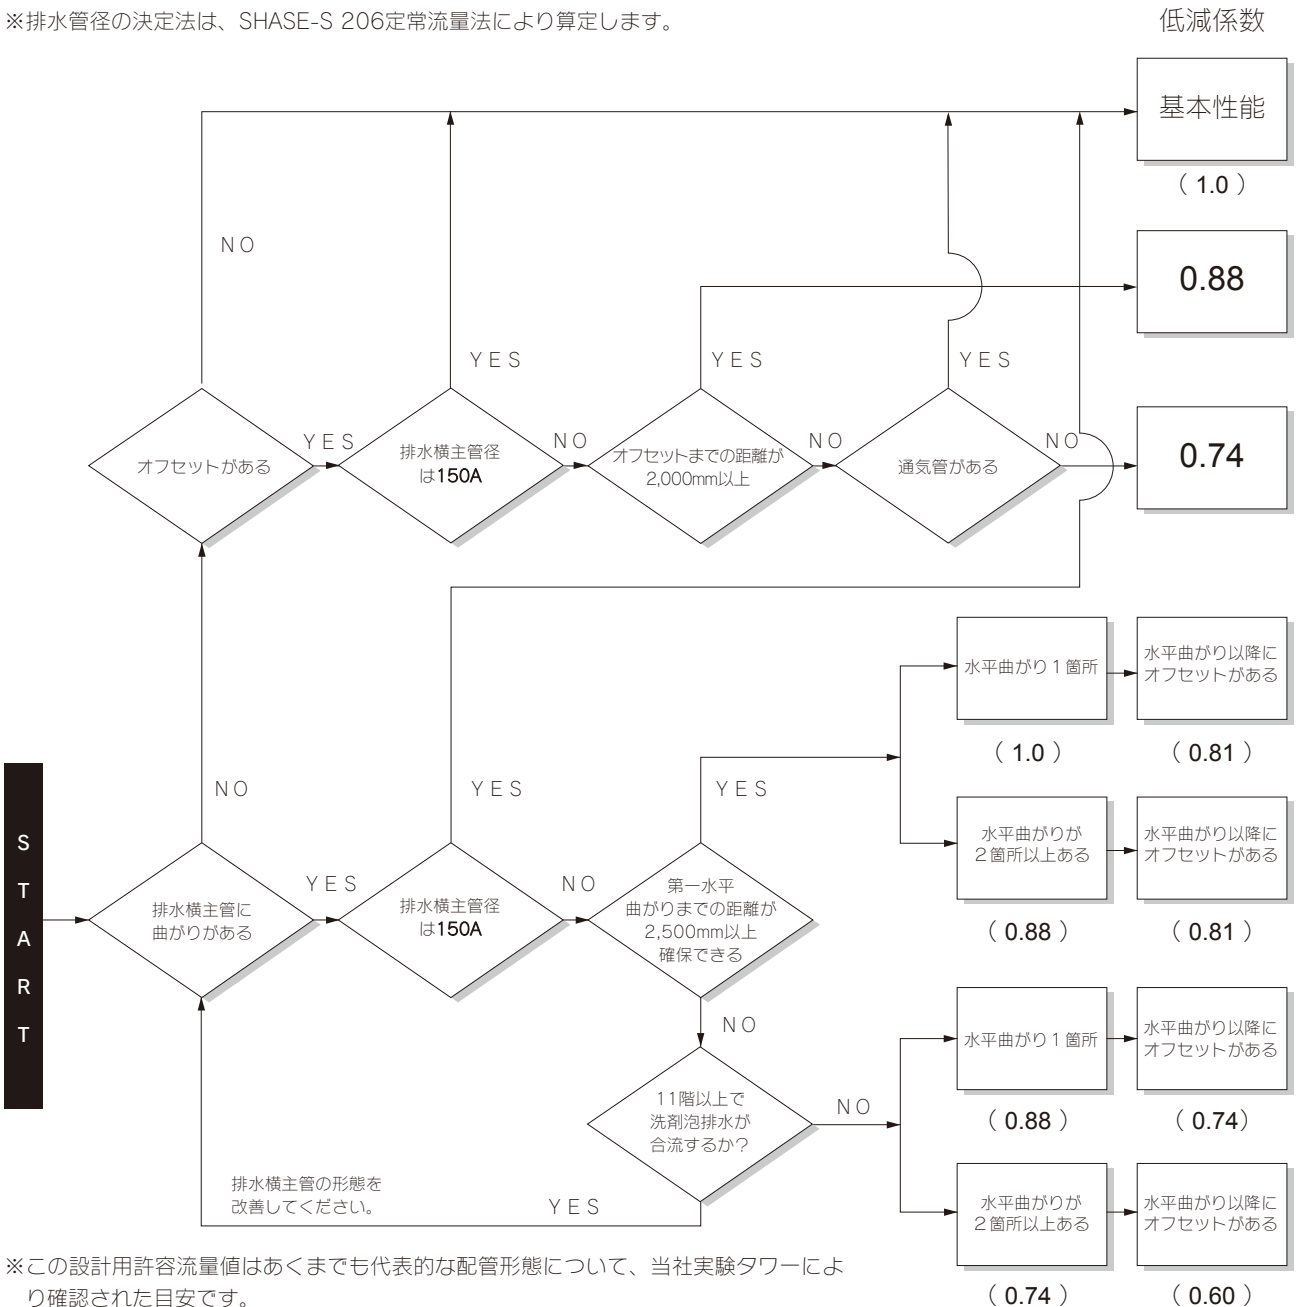 ※排水管径の決定法は、SHASE-S 206定常流量法により算定します。
低減係数
基本性能
（ 1.0 ）
NO
0.88
YES
YES
YES
オフセットがある
YES
排水横主管径
は150A
NO
オフセットまでの距離が
2,000mm以上
NO
通気管がある
NO
0.74
水平曲がり１箇所
（ 1.0 ）
水平曲がり以降に
オフセットがある
（ 0.81 ）
NO
YES
YES
START
排水横主管に
曲がりがある
YES
排水横主管径
は150A
NO
第一水平
曲がりまでの距離が
2,500mm以上
確保できる
水平曲がりが
２箇所以上ある
（ 0.88 ）
水平曲がり以降に
オフセットがある
（ 0.81 ）
NO
11階以上で
洗剤泡排水が
合流するか？
NO
水平曲がり１箇所
（ 0.88 ）
水平曲がり以降に
オフセットがある
（ 0.74）
排水横主管の形態を
改善してください。
YES
水平曲がりが
２箇所以上ある
（ 0.74 ）
水平曲がり以降に
オフセットがある
（ 0.60 ）
※この設計用許容流量値はあくまでも代表的な配管形態について、当社実験タワーによ
り確認された目安です。